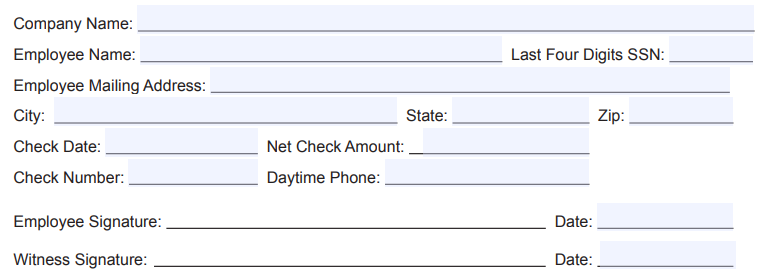 Company Name:
Employee Name: Last Four Digits SSN:
Employee Mailing Address:
City: State: Zip:
Check Date: Net Check Amount:
Check Number: Daytime Phone:
Employee Signature: Date:
Witness Signature: Date: